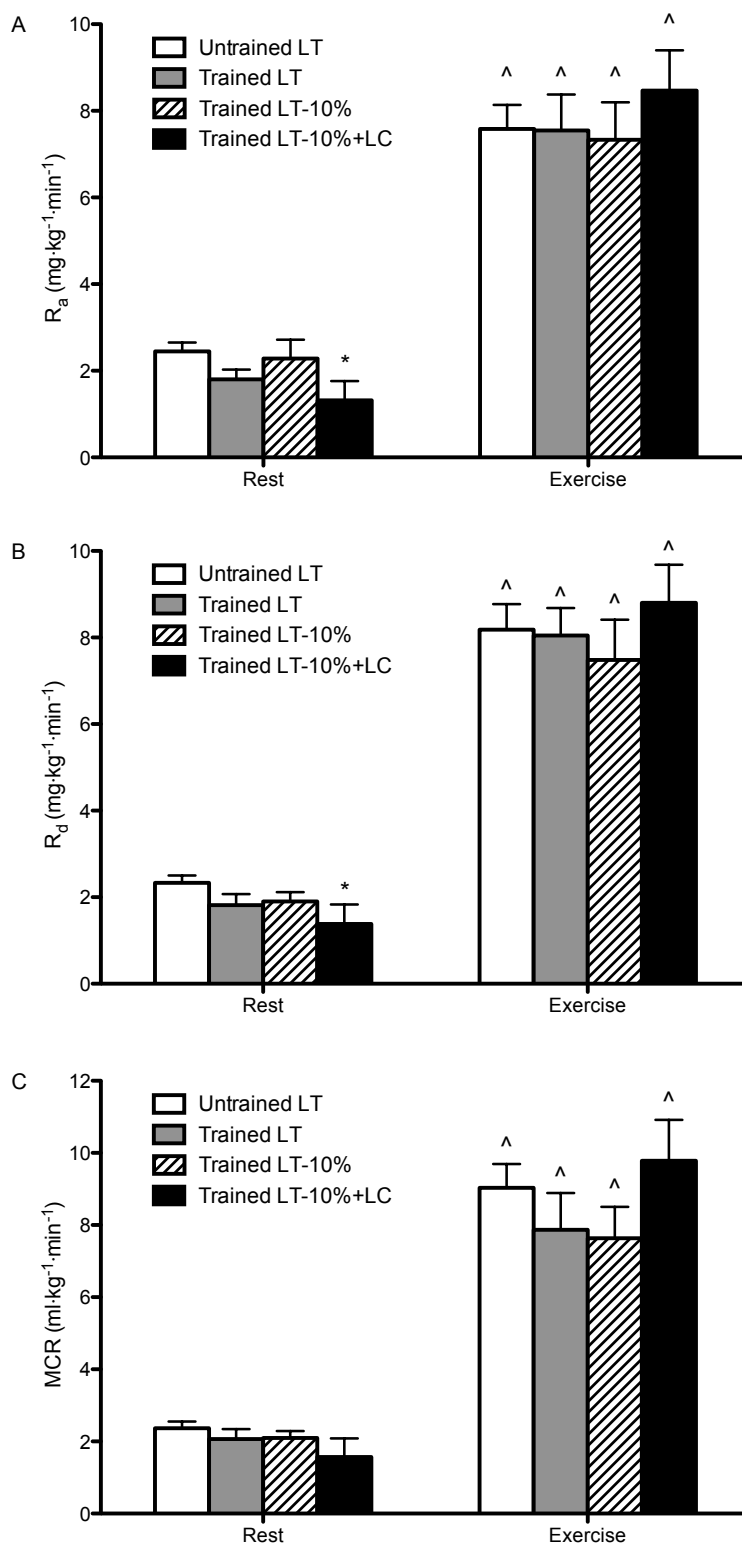 A
Untrained LT
Trained LT
Trained LT-10%
Trained LT-10%+LC
Ra (mg·kg-1·min-1)
10
8
6
4
2
0
^ ^ ^ ^
*
Rest Exercise
B
Untrained LT
Trained LT
Trained LT-10%
Trained LT-10%+LC
Rd (mg·kg-1·min-1)
10
8
6
4
2
0
^ ^ ^ ^
*
Rest Exercise
C
Untrained LT
Trained LT
Trained LT-10%
Trained LT-10%+LC
MCR (ml·kg-1·min-1)
12
10
8
6
4
2
0
^ ^ ^ ^
Rest Exercise